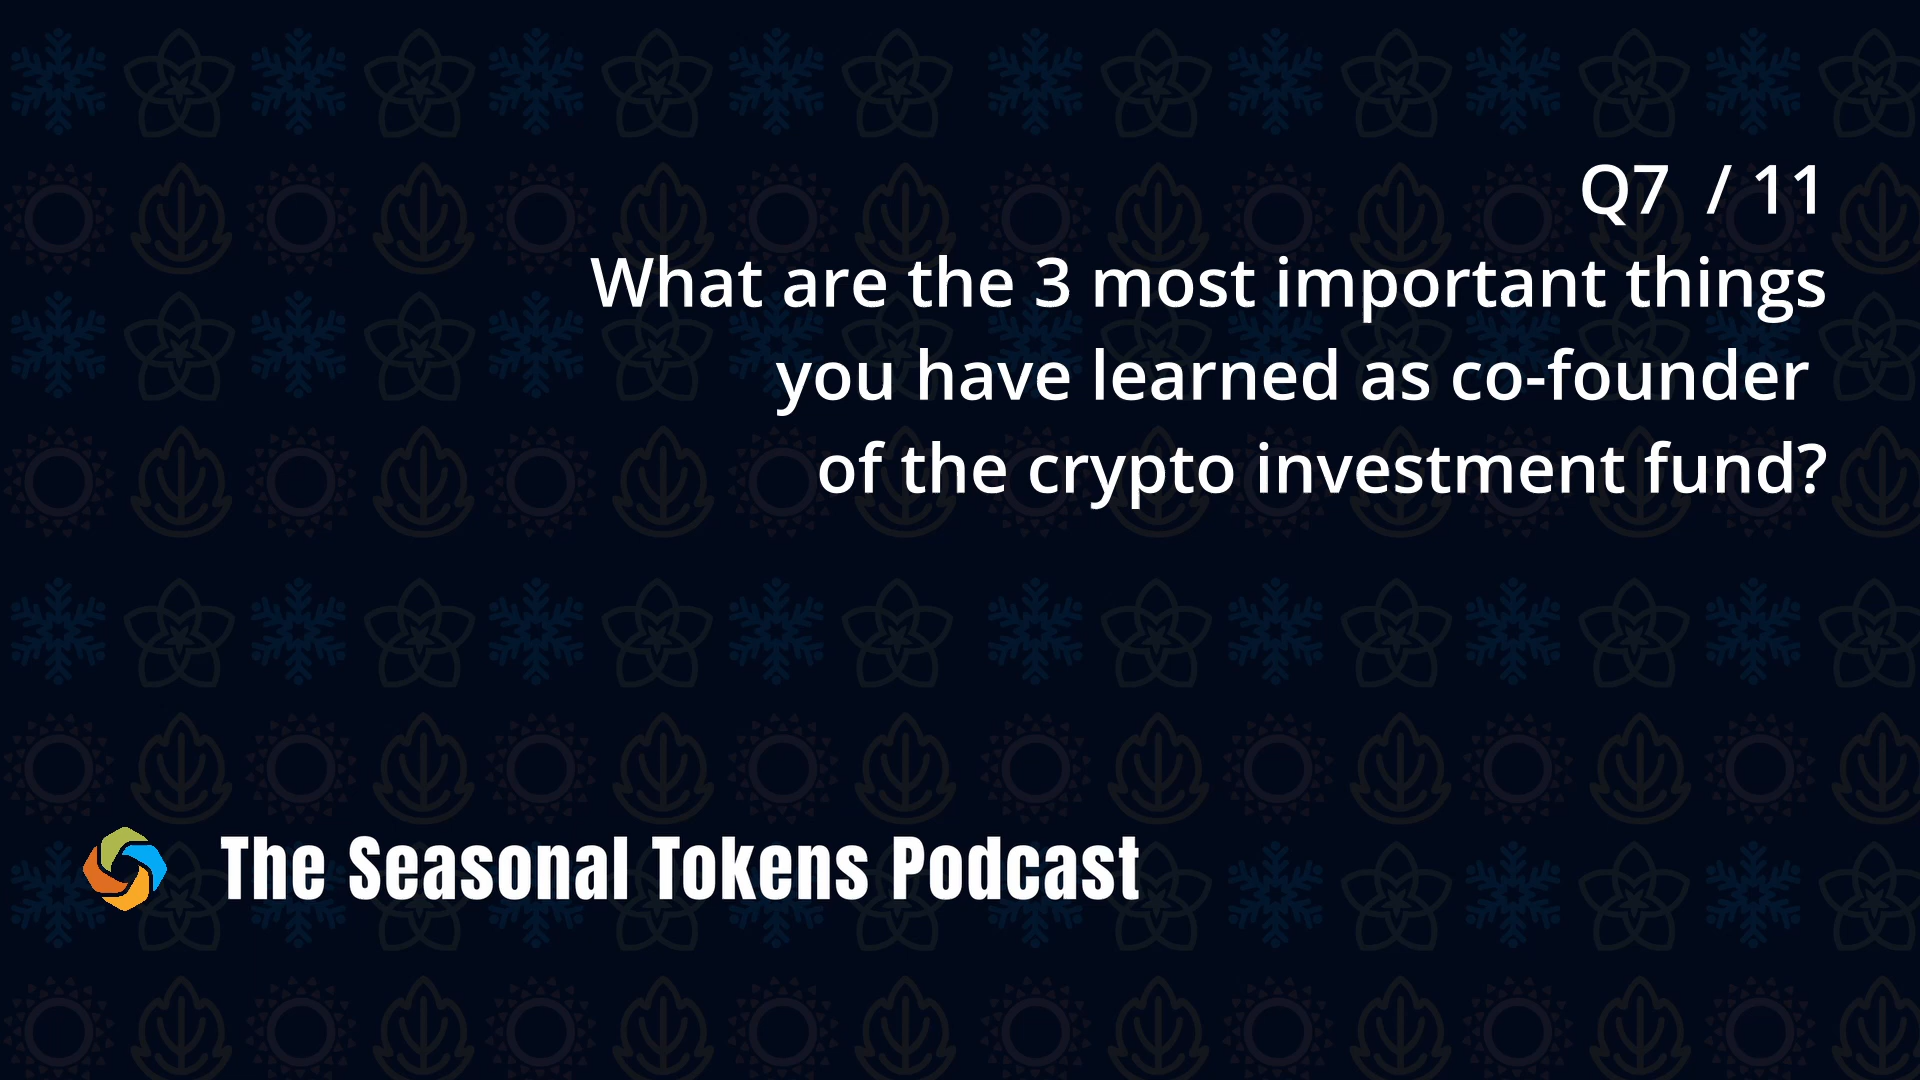 Q7 / 11
What are the 3 most important things
you have learned as co-founder
of the crypto investment fund?
The Seasonal Tokens Podcast